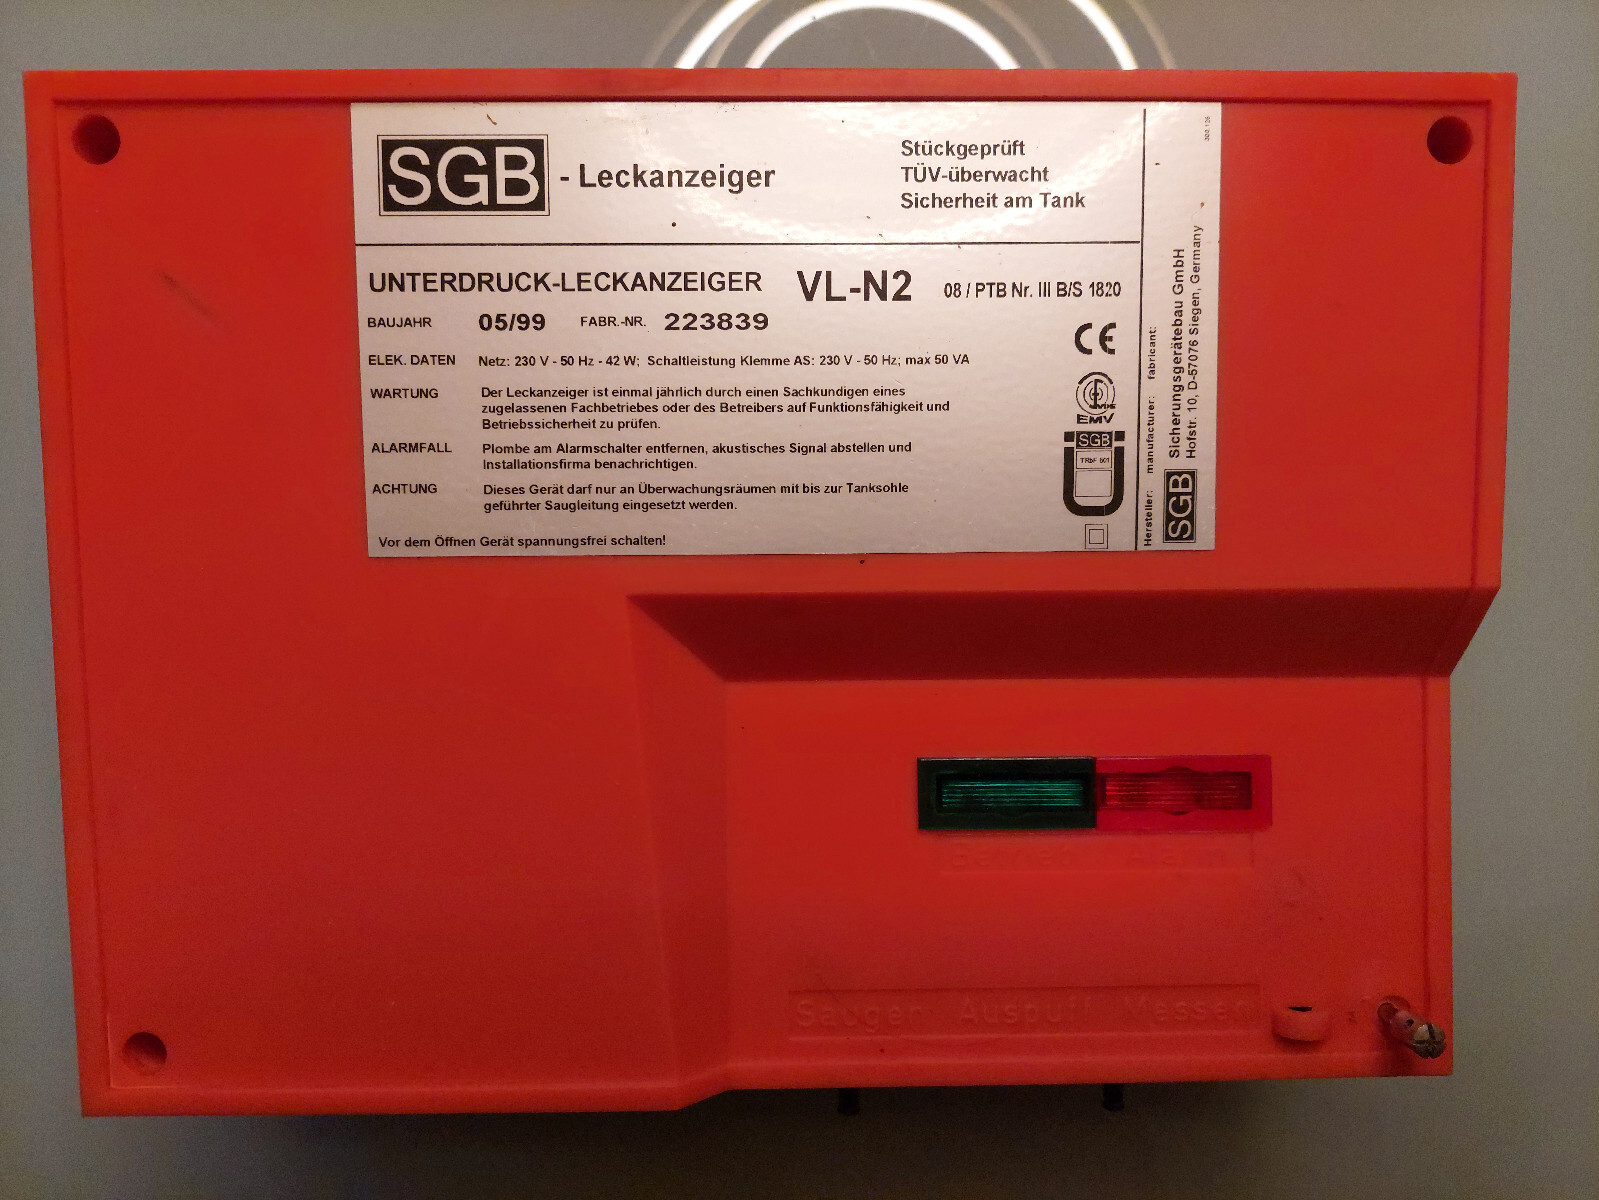 SGB - Leckanzeiger
Stückgeprüft
TÜV-überwacht
Sicherheit am Tank
UNTERDRUCK-LECKANZEIGER VL-N2 08 / PTB Nr. III B/S 1820
BAUJAHR 05/99 FABR.-NR. 223839
ELEK. DATEN Netz: 230 V - 50 Hz - 42 W; Schaltleistung Klemme AS: 230 V - 50 Hz; max 50 VA
WARTUNG Der Leckanzeiger ist einmal jährlich durch einen Sachkundigen eines
zugelassenen Fachbetriebes oder des Betreibers auf Funktionsfähigkeit und
Betriebssicherheit zu prüfen.
ALARMFALL Plombe am Alarmschalter entfernen, akustisches Signal abstellen und
Installationsfirma benachrichtigen.
ACHTUNG Dieses Gerät darf nur an Überwachungsräumen mit bis zur Tanksohle
geführter Saugleitung eingesetzt werden.
Vor dem Öffnen Gerät spannungsfrei schalten!
CE
EMV
SGB
TRbF 501
Hersteller: manufacturer: fabricant:
SGB Sicherungsgerätebau GmbH
Hofstr. 10, D-57076 Siegen, Germany
Betrieb Alarm
Saugen Auspuff Messen